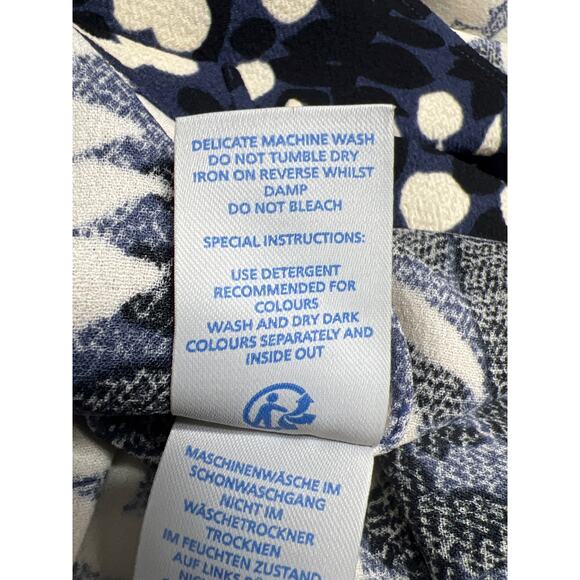 DELICATE MACHINE WASH
DO NOT TUMBLE DRY
IRON ON REVERSE WHILST
DAMP
DO NOT BLEACH
SPECIAL INSTRUCTIONS:
USE DETERGENT
RECOMMENDED FOR
COLOURS
WASH AND DRY DARK
COLOURS SEPARATELY AND
INSIDE OUT
MASCHINENWÄSCHE IM
SCHONWASCHGANG
NICHT IM
WÄSCHETROCKNER
TROCKNEN
IM FEUCHTEN ZUSTAND
AUF LINKS